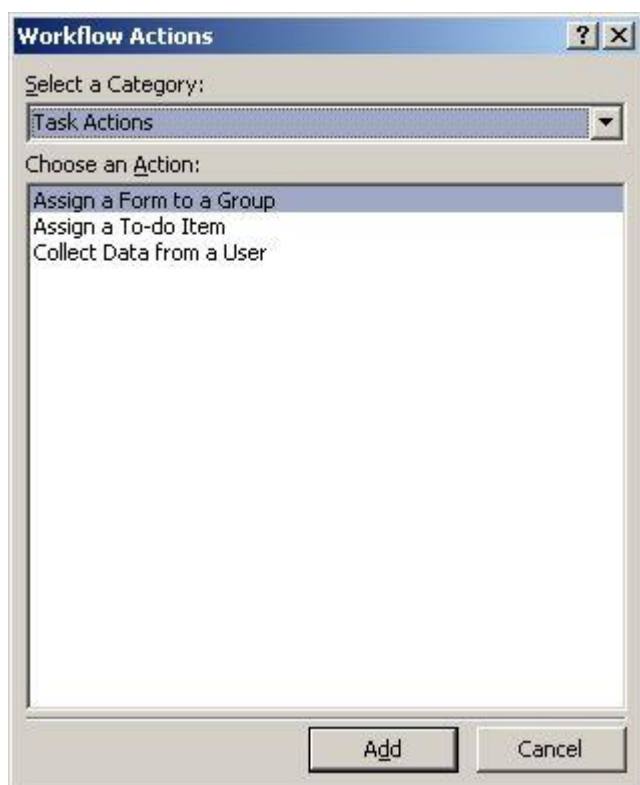 Workflow Actions
Select a Category:
Task Actions
Choose an Action:
Assign a Form to a Group
Assign a To-do Item
Collect Data from a User
Add
Cancel